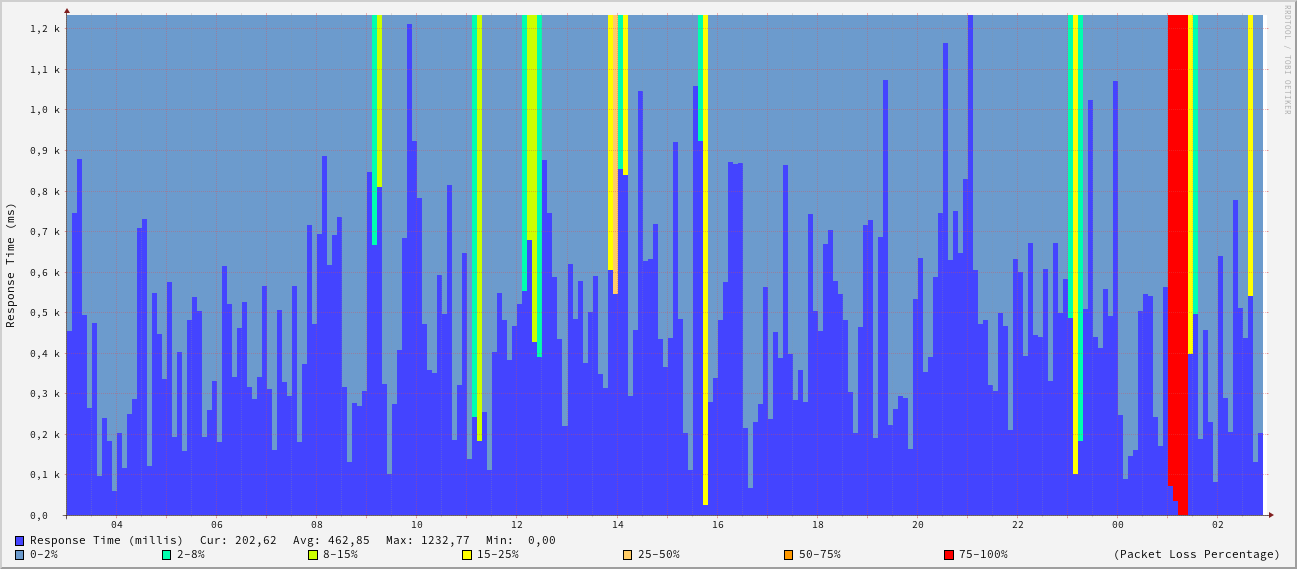 RRDTOOL / TOBI OETIKER
Response Time (ms)
1,2 k
1,1 k
1,0 k
0,9 k
0,8 k
0,7 k
0,6 k
0,5 k
0,4 k
0,3 k
0,2 k
0,1 k
0,0
04 06 08 10 12 14 16 18 20 22 00 02
Response Time (millis) Cur: 202,62 Avg: 462,85 Max: 1232,77 Min: 0,00
0-2% 2-8% 8-15% 15-25% 25-50% 50-75% 75-100% (Packet Loss Percentage)